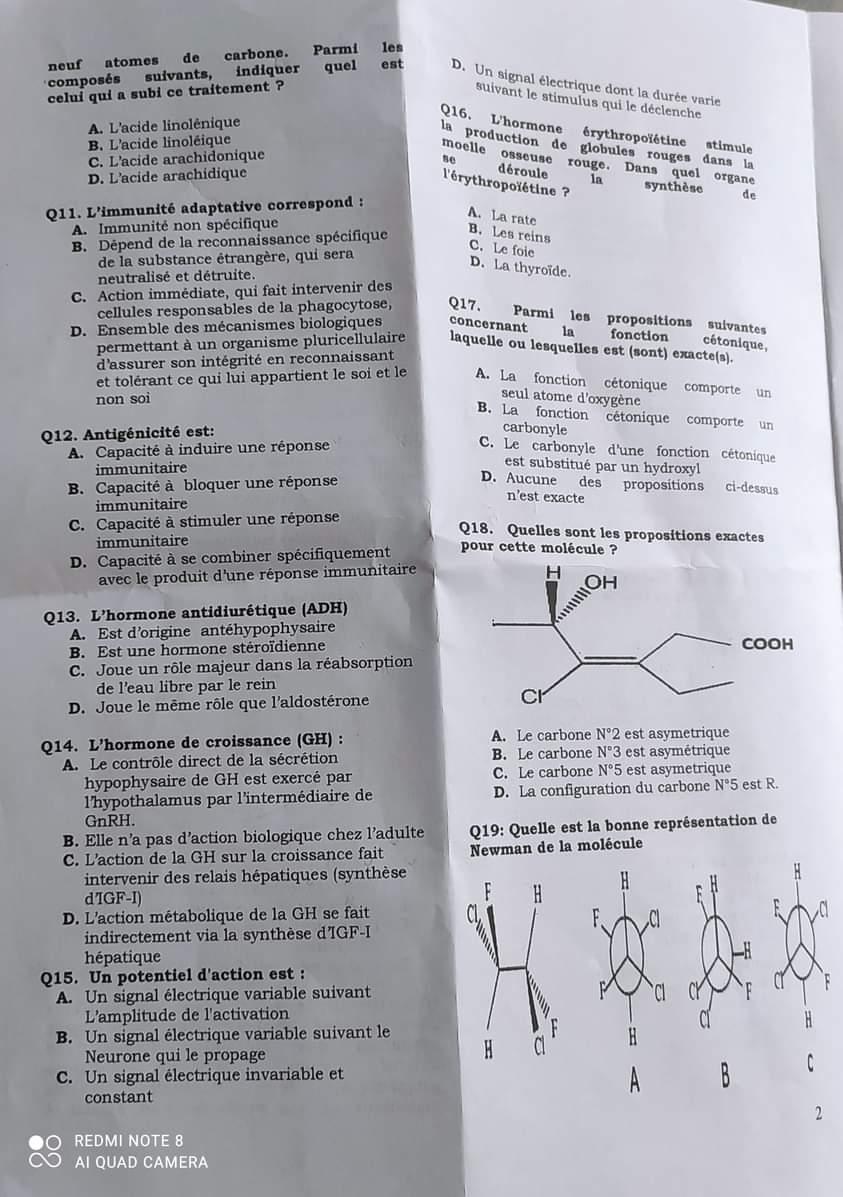 neuf atomes de carbone. Parmi les
composés suivants, indiquer quel est
celui qui a subi ce traitement ?
A. L'acide linolénique
B. L'acide linoléique
C. L'acide arachidonique
D. L'acide arachidique
Q11. L'immunité adaptative correspond :
A. Immunité non spécifique
B. Dépend de la reconnaissance spécifique
de la substance étrangère, qui sera
neutralisé et détruite.
C. Action immédiate, qui fait intervenir des
cellules responsables de la phagocytose,
D. Ensemble des mécanismes biologiques
permettant à un organisme pluricellulaire
d'assurer son intégrité en reconnaissant
et tolérant ce qui lui appartient le soi et le
non soi
Q12. Antigénicité est:
A. Capacité à induire une réponse
immunitaire
B. Capacité à bloquer une réponse
immunitaire
C. Capacité à stimuler une réponse
immunitaire
D. Capacité à se combiner spécifiquement
avec le produit d'une réponse immunitaire
Q13. L'hormone antidiurétique (ADH)
A. Est d'origine antéhypophysaire
B. Est une hormone stéroïdienne
C. Joue un rôle majeur dans la réabsorption
de l'eau libre par le rein
D. Joue le même rôle que l'aldostérone
Q14. L'hormone de croissance (GH) :
A. Le contrôle direct de la sécrétion
hypophysaire de GH est exercé par
l'hypothalamus par l'intermédiaire de
GnRH.
B. Elle n'a pas d'action biologique chez l'adulte
C. L'action de la GH sur la croissance fait
intervenir des relais hépatiques (synthèse
d'IGF-I)
D. L'action métabolique de la GH se fait
indirectement via la synthèse d'IGF-I
hépatique
Q15. Un potentiel d'action est :
A. Un signal électrique variable suivant
L'amplitude de l'activation
B. Un signal électrique variable suivant le
Neurone qui le propage
C. Un signal électrique invariable et
constant
D. Un signal électrique dont la durée varie
suivant le stimulus qui le déclenche
Q16. L'hormone érythropoïétine stimule
la production de globules rouges dans la
moelle osseuse rouge. Dans quel organe
se déroule la synthèse de
l'érythropoïétine ?
A. La rate
B. Les reins
C. Le foie
D. La thyroïde.
Q17. Parmi les propositions suivantes
concernant la fonction cétonique,
laquelle ou lesquelles est (sont) exacte(s).
A. La fonction cétonique comporte un
seul atome d'oxygène
B. La fonction cétonique comporte un
carbonyle
C. Le carbonyle d'une fonction cétonique
est substitué par un hydroxyl
D. Aucune des propositions ci-dessus
n'est exacte
Q18. Quelles sont les propositions exactes
pour cette molécule ?
H
OH
COOH
Cl
A. Le carbone N°2 est asymetrique
B. Le carbone N°3 est asymétrique
C. Le carbone N°5 est asymetrique
D. La configuration du carbone N°5 est R.
Q19: Quelle est la bonne représentation de
Newman de la molécule
F H
Cl
F
H Cl
H
F Cl
F Cl
H
A
F H
H
Cl F
Cl
B
H
F Cl
Cl F
H
C
2
REDMI NOTE 8
AI QUAD CAMERA